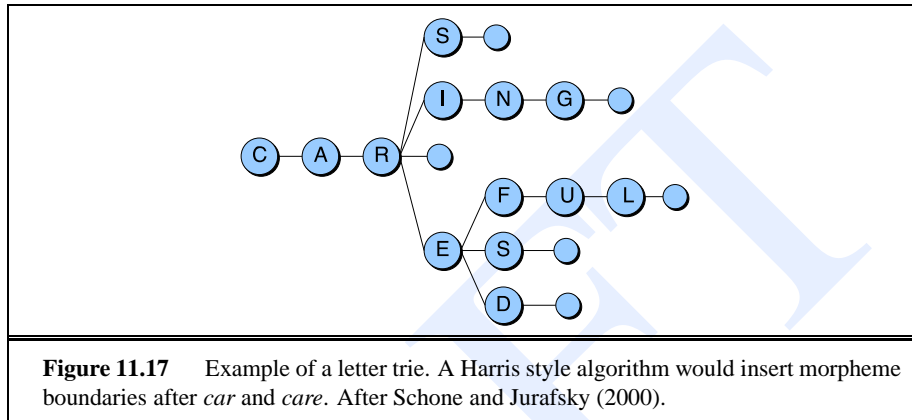 S
I N G
C A R
F U L
E S
D
Figure 11.17 Example of a letter trie. A Harris style algorithm would insert morpheme
boundaries after car and care. After Schone and Jurafsky (2000).
FT